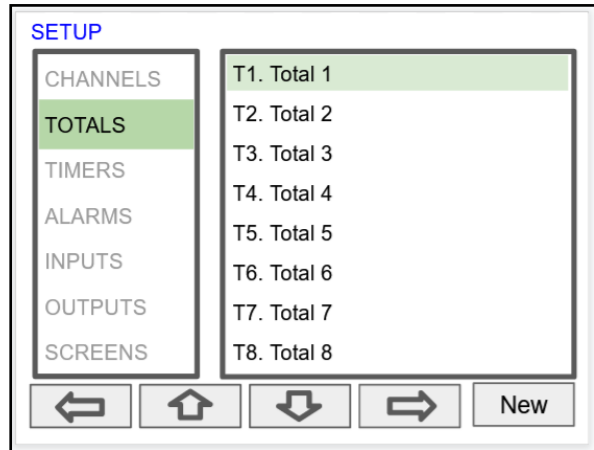 SETUP
CHANNELS
TOTALS
TIMERS
ALARMS
INPUTS
OUTPUTS
SCREENS
T1. Total 1
T2. Total 2
T3. Total 3
T4. Total 4
T5. Total 5
T6. Total 6
T7. Total 7
T8. Total 8
New